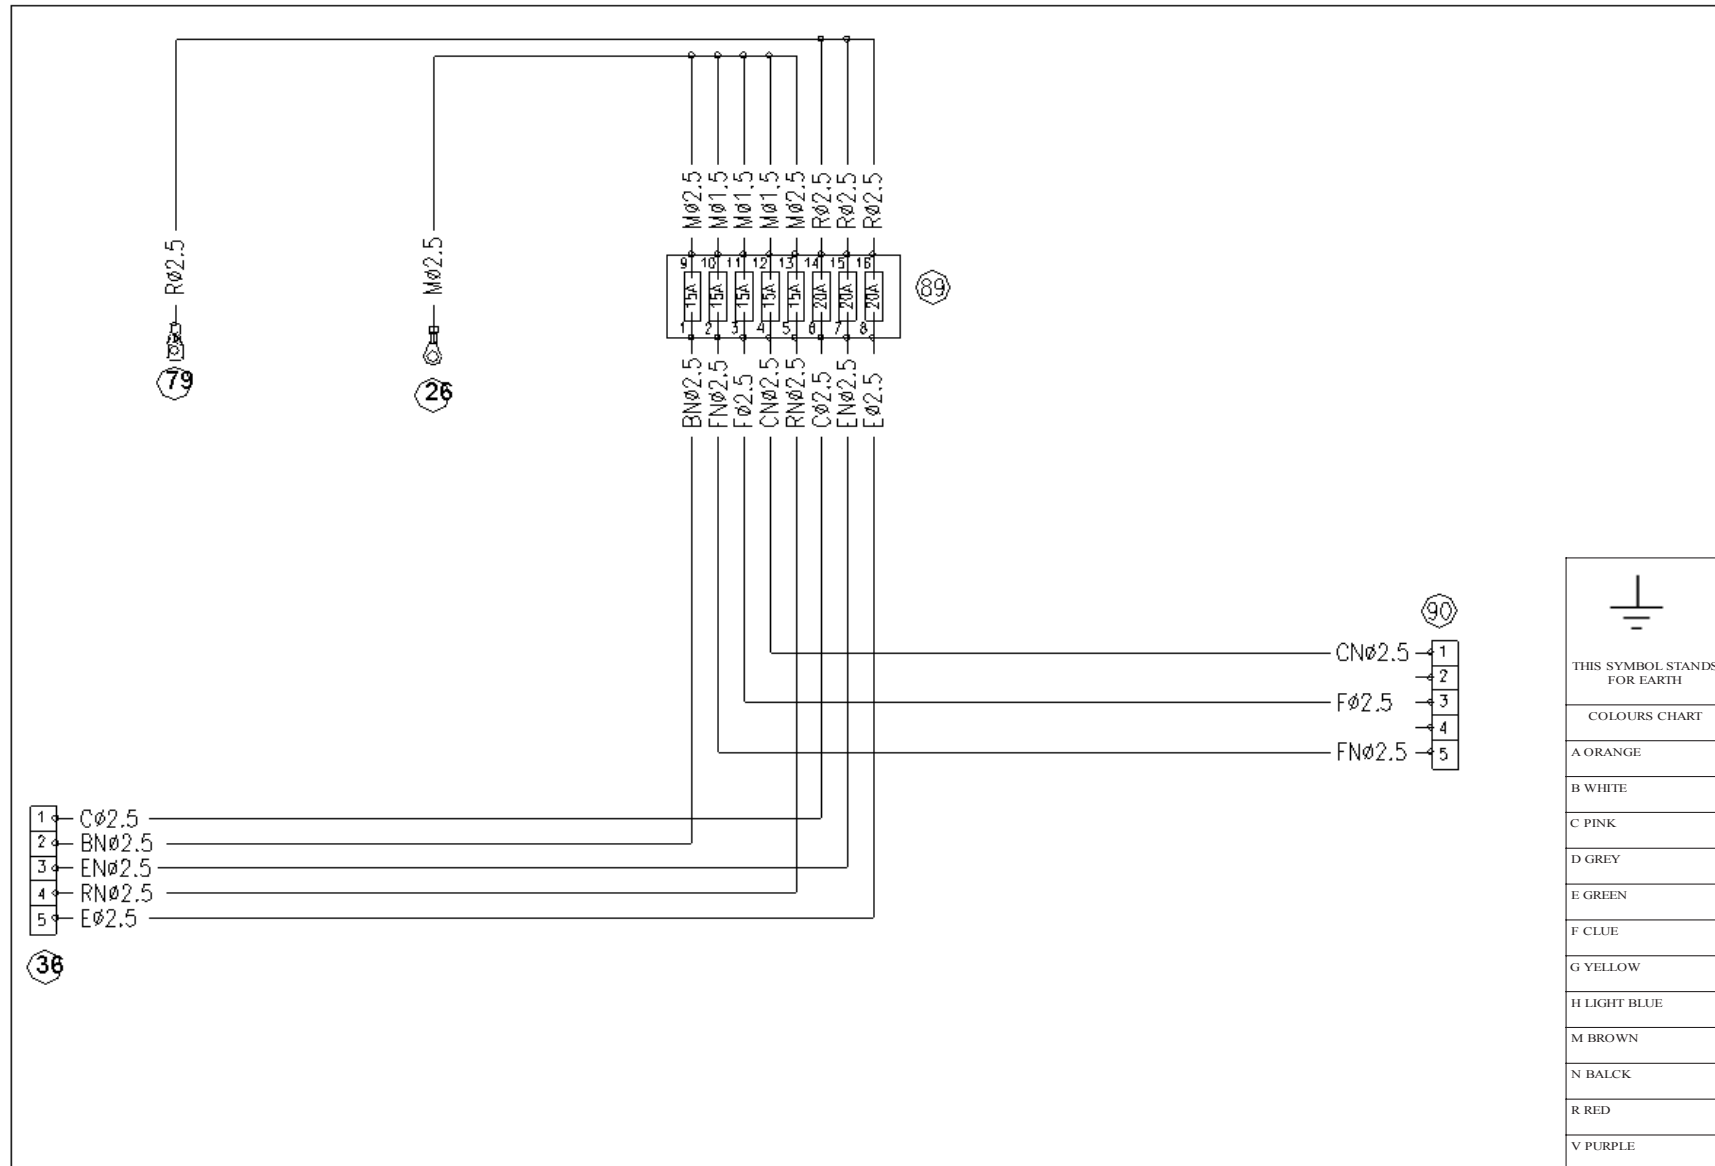 MØ2.5
MØ1.5
MØ1.5
MØ1.5
MØ2.5
RØ2.5
RØ2.5
RØ2.5
RØ2.5
MØ2.5
9 10 11 12 13 14 15 16
15A 15A 15A 15A 15A 20A 20A 20A
1 2 3 4 5 6 7 8
89
79
26
BNØ2.5
FNØ2.5
FØ2.5
CNØ2.5
RNØ2.5
CØ2.5
ENØ2.5
EØ2.5
90
CNØ2.5 1
2
FØ2.5 3
4
FNØ2.5 5
1 CØ2.5
2 BNØ2.5
3 ENØ2.5
4 RNØ2.5
5 EØ2.5
36
THIS SYMBOL STANDS
FOR EARTH
COLOURS CHART
A ORANGE
B WHITE
C PINK
D GREY
E GREEN
F CLUE
G YELLOW
H LIGHT BLUE
M BROWN
N BALCK
R RED
V PURPLE